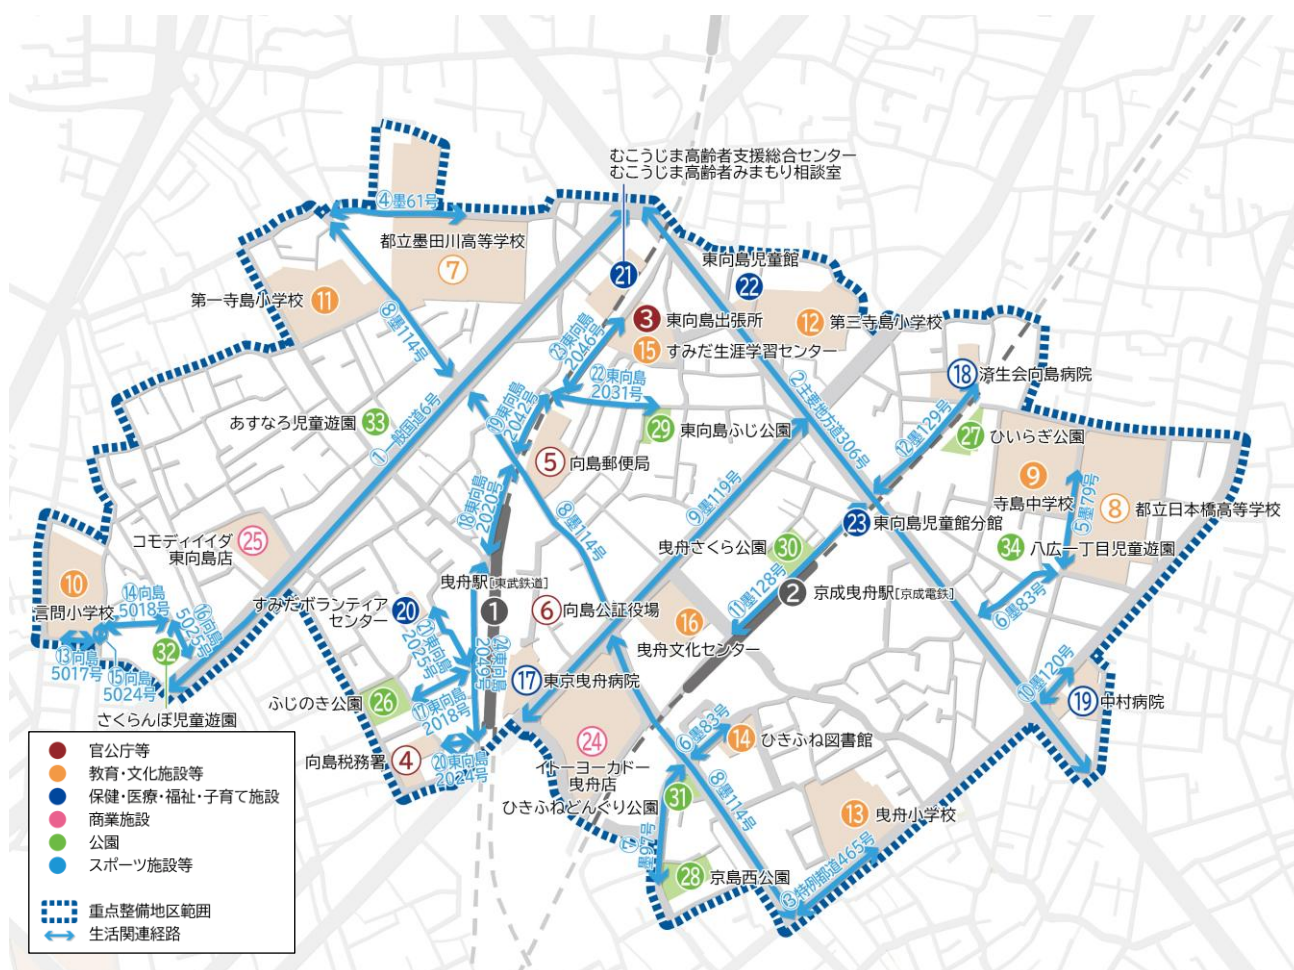 むこうじま高齢者支援総合センター
むこうじま高齢者みまもり相談室
④墨61号
都立墨田川高等学校
⑦
⑪
第一寺島小学校
⑧墨114号
㉑
東向島児童館
㉒
③
東向島出張所
⑫
第三寺島小学校
⑮
すみだ生涯学習センター
㉓東向島
2046号
㉒東向島
2031号
②主要地方道306号
⑱
済生会向島病院
⑫墨129号
あすなろ児童遊園
㉝
①一般国道6号
⑲東向島
2042号
㉙
東向島ふじ公園
㉗
ひいらぎ公園
⑤
向島郵便局
⑨
寺島中学校
⑤墨79号
⑧
都立日本橋高等学校
⑱東向島
2020号
⑧墨114号
⑨墨119号
㉓
東向島児童館分館
コモディイイダ
東向島店
㉕
曳舟さくら公園
㉚
㉞
八広一丁目児童遊園
⑩
言問小学校
⑭向島
5018号
⑯向島
5025号
曳舟駅[東武鉄道]
①
⑪墨128号
②
京成曳舟駅[京成電鉄]
⑥墨83号
すみだボランティア
センター
⑳
⑥
向島公証役場
⑯
曳舟文化センター
⑬向島
5017号
⑮向島
5024号
㉜
さくらんぼ児童遊園
㉑東向島
2025号
㉔東向島
2049号
⑰
東京曳舟病院
⑩墨120号
⑲
中村病院
ふじのき公園
㉖
⑰東向島
2018号
向島税務署
④
⑳東向島
2024号
㉔
イトーヨーカドー
曳舟店
⑥墨83号
⑭
ひきふね図書館
ひきふねどんぐり公園
㉛
⑧墨114号
⑬
曳舟小学校
⑦墨97号
㉘
京島西公園
③特例都道465号
官公庁等
教育・文化施設等
保健・医療・福祉・子育て施設
商業施設
公園
スポーツ施設等
重点整備地区範囲
生活関連経路